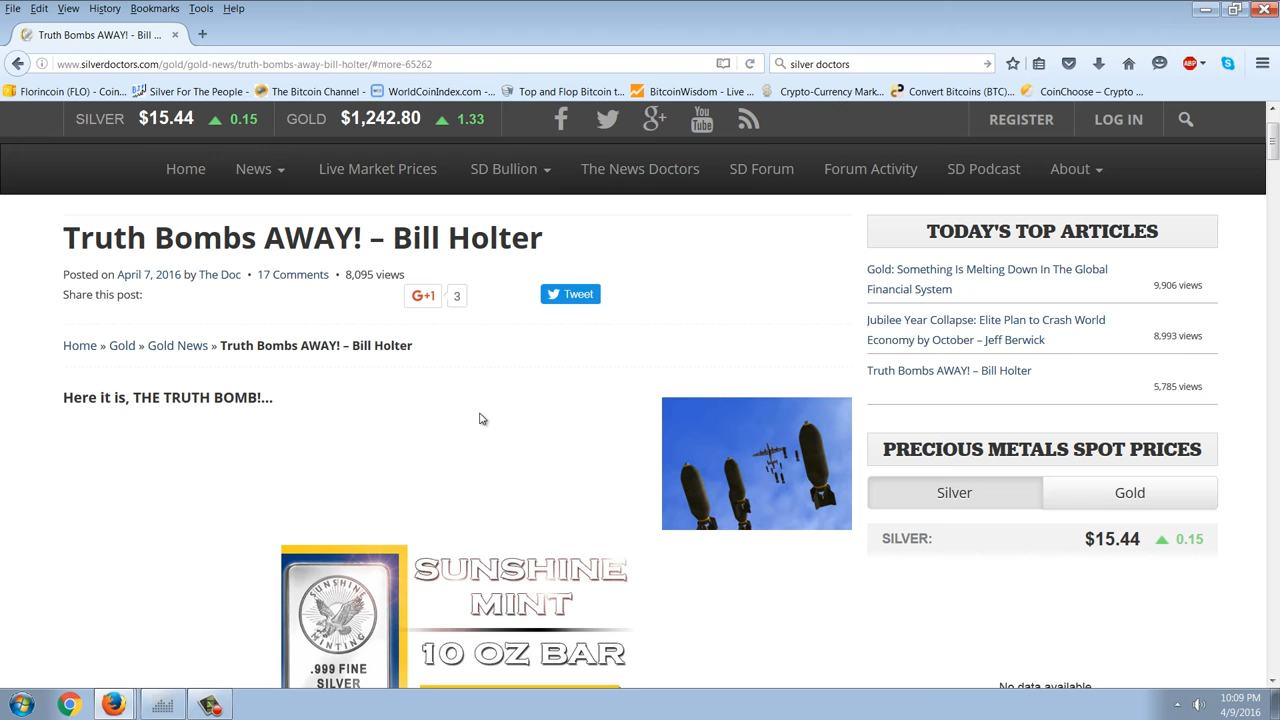 File Edit View History Bookmarks Tools Help
Truth Bombs AWAY! - Bill ...
www.silverdoctors.com/gold/gold-news/truth-bombs-away-bill-holter/#more-65262
silver doctors
ABP
Florincoin (FLO) - Coin... Silver For The People - ... The Bitcoin Channel - ... WorldCoinIndex.com - ... Top and Flop Bitcoin t... BitcoinWisdom - Live ... Crypto-Currency Mark... Convert Bitcoins (BTC)... CoinChoose – Crypto ...
SILVER $15.44 0.15 GOLD $1,242.80 1.33 REGISTER LOG IN
Home News Live Market Prices SD Bullion The News Doctors SD Forum Forum Activity SD Podcast About
Truth Bombs AWAY! – Bill Holter
Posted on April 7, 2016 by The Doc • 17 Comments • 8,095 views
Share this post:
G+1 3 Tweet
Home » Gold » Gold News » Truth Bombs AWAY! – Bill Holter
Here it is, THE TRUTH BOMB!...
SUNSHINE
MINTING
.999 FINE
SILVER
SUNSHINE
MINT
10 OZ BAR
TODAY'S TOP ARTICLES
Gold: Something Is Melting Down In The Global
Financial System
9,906 views
Jubilee Year Collapse: Elite Plan to Crash World
Economy by October – Jeff Berwick
8,993 views
Truth Bombs AWAY! – Bill Holter
5,785 views
PRECIOUS METALS SPOT PRICES
Silver Gold
SILVER: $15.44 0.15
No data available
10:09 PM
4/9/2016